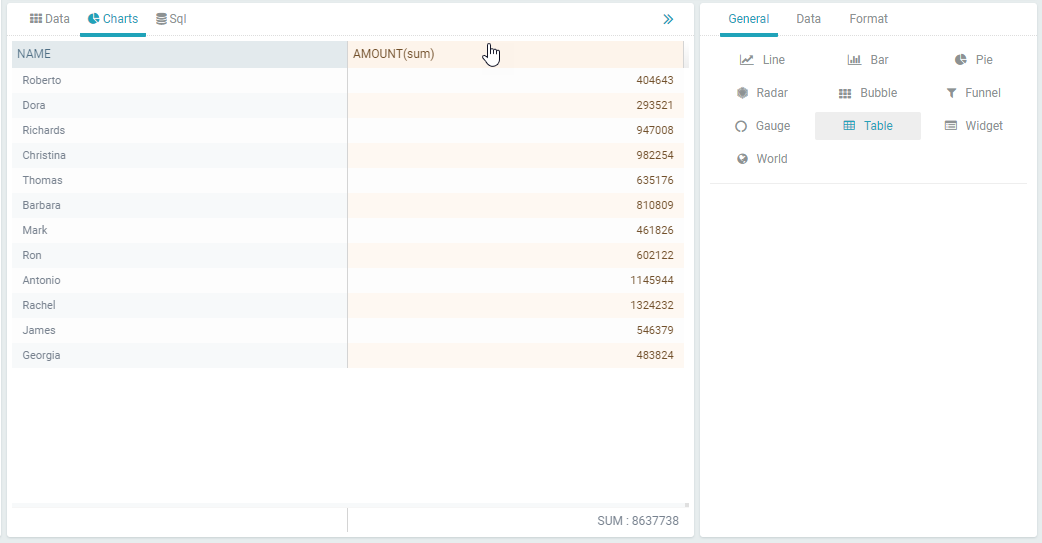 Data Charts Sql
NAME AMOUNT(sum)
Roberto 404643
Dora 293521
Richards 947008
Christina 982254
Thomas 635176
Barbara 810809
Mark 461826
Ron 602122
Antonio 1145944
Rachel 1324232
James 546379
Georgia 483824
SUM : 8637738
General Data Format
Line Bar Pie
Radar Bubble Funnel
Gauge Table Widget
World